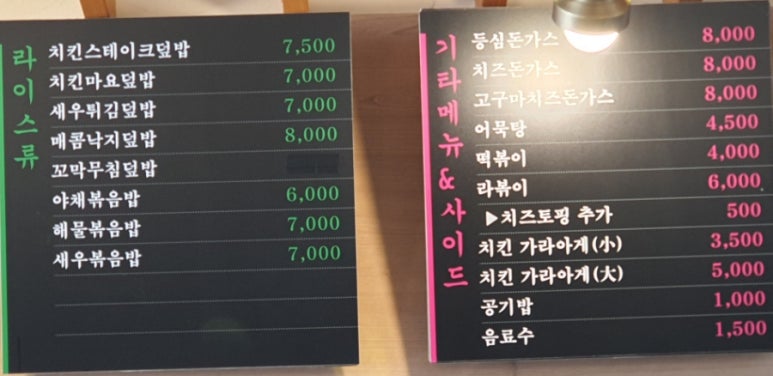 라이스류
치킨스테이크덮밥 7,500
치킨마요덮밥 7,000
새우튀김덮밥 7,000
매콤낙지덮밥 8,000
꼬막무침덮밥
야채볶음밥 6,000
해물볶음밥 7,000
새우볶음밥 7,000
기타메뉴&사이드
등심돈가스 8,000
치즈돈가스 8,000
고구마치즈돈가스 8,000
어묵탕 4,500
떡볶이 4,000
라볶이 6,000
▶치즈토핑 추가 500
치킨 가라아게(小) 3,500
치킨 가라아게(大) 5,000
공기밥 1,000
음료수 1,500